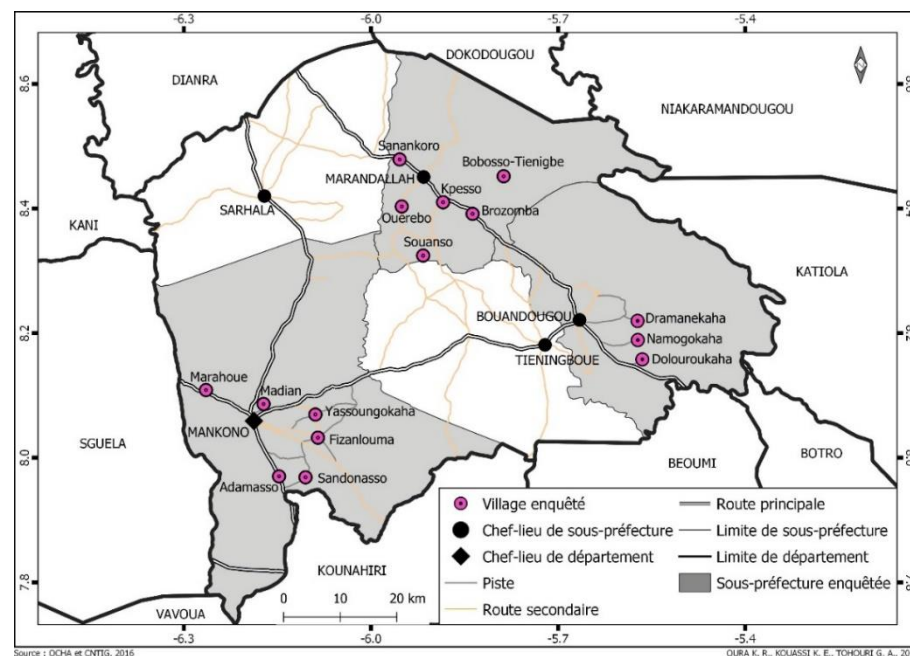 -6.3 -6.0 -5.7 -5.4
DOKODOUGOU
DIANRA
8.6
NIAKARAMANDOUGOU
Sanankoro
Bobosso-Tienigbe
MARANDALLAH
Kpesso
SARHALA
8.4
Ouerebo
Brozomba
KANI
Souanso
KATIOLA
BOUANDOUGOU
Dramanekaha
8.2
Namogokaha
TIENINGBOUE
Dolouroukaha
Marahoue
Madian
Yassoungokaha
MANKONO
Fizanlouma
SGUELA
BOTRO
BEOUMI
8.0
Adamasso
Sandonasso
Village enquêté
Route principale
Chef-lieu de sous-préfecture
Limite de sous-préfecture
Chef-lieu de département
Limite de département
KOUNAHIRI
Piste
Sous-préfecture enquêtée
7.8
0 10 20 km
Route secondaire
VAVOUA
-6.3 -6.0 -5.7 -5.4
Source : OCHA et CNTIG, 2016
OURA K. R., KOUASSI K. E., TOHOURI G. A., 20